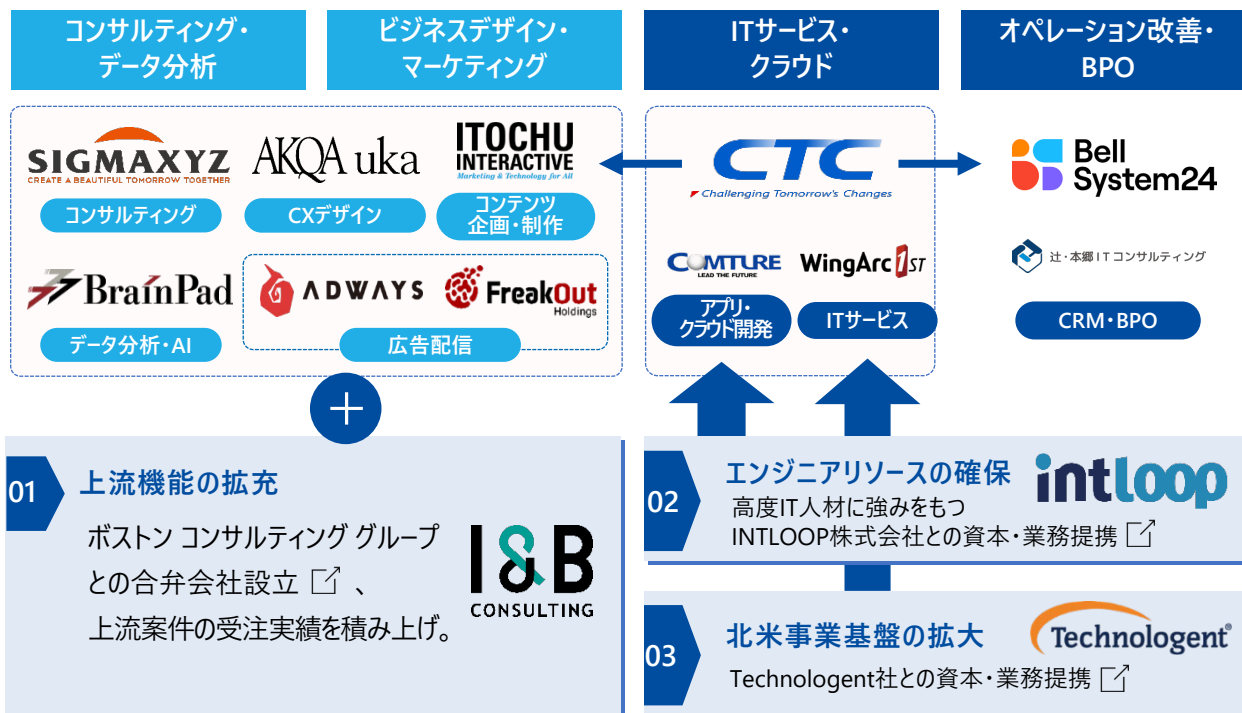 コンサルティング・
データ分析
ビジネスデザイン・
マーケティング
ITサービス・
クラウド
オペレーション改善・
BPO
SIGMAXYZ
CREATE A BEAUTIFUL TOMORROW TOGETHER
コンサルティング
AKQA uka
CXデザイン
ITOCHU
INTERACTIVE
Marketing & Technology for All
コンテンツ
企画・制作
BrainPad
データ分析・AI
ADWAYS
FreakOut
Holdings
広告配信
CTC
Challenging Tomorrow's Changes
COMTURE
LEAD THE FUTURE
アプリ・
クラウド開発
WingArc1ST
ITサービス
Bell
System24
辻・本郷ITコンサルティング
CRM・BPO
01
上流機能の拡充
ボストン コンサルティング グループ
との合弁会社設立 、
上流案件の受注実績を積み上げ。
I&B
CONSULTING
02
エンジニアリソースの確保
高度IT人材に強みをもつ
INTLOOP株式会社との資本・業務提携
intloop
03
北米事業基盤の拡大
Technologent社との資本・業務提携
Technologent®